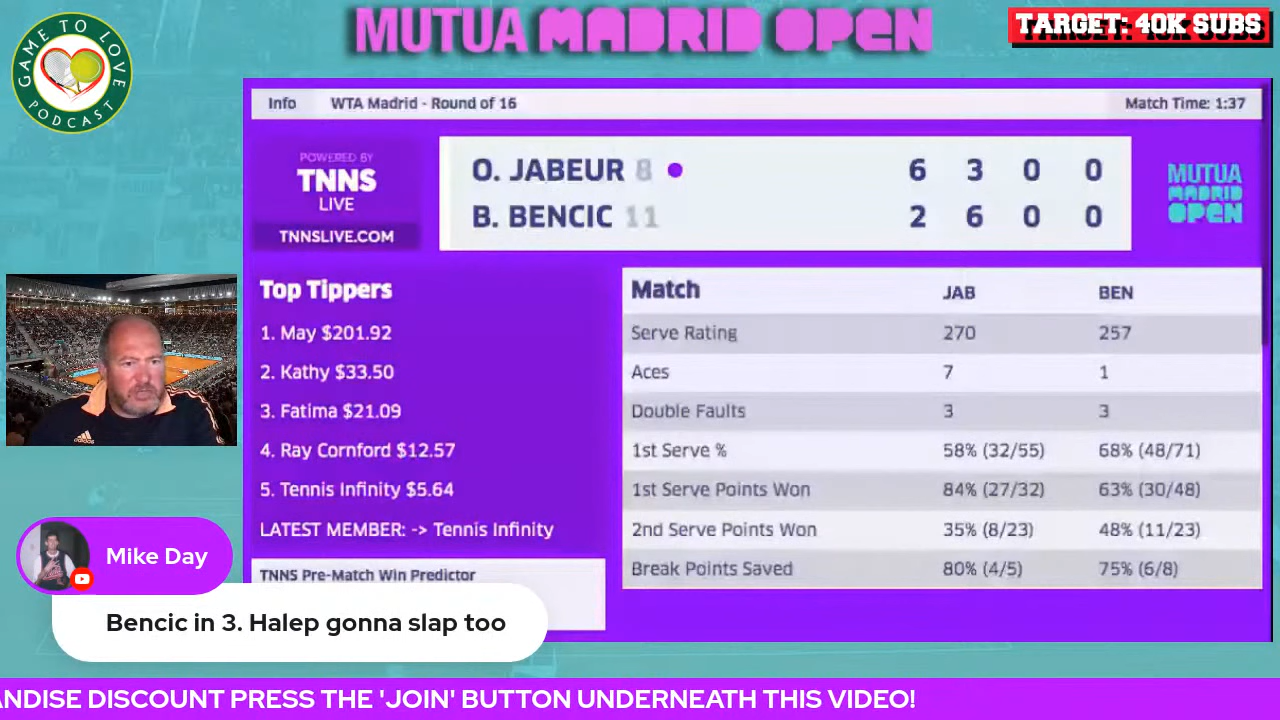 GAME TO LOVE
PODCAST
MUTUA MADRID OPEN
TARGET: 40K SUBS
Info WTA Madrid - Round of 16 Match Time: 1:37
POWERED BY
TNNS
LIVE
TNNSLIVE.COM
O. JABEUR 8 6 3 0 0
B. BENCIC 11 2 6 0 0
MUTUA
MADRID
OPEN
Top Tippers
1. May $201.92
2. Kathy $33.50
3. Fatima $21.09
4. Ray Cornford $12.57
5. Tennis Infinity $5.64
LATEST MEMBER: -> Tennis Infinity
TNNS Pre-Match Win Predictor
Match JAB BEN
Serve Rating 270 257
Aces 7 1
Double Faults 3 3
1st Serve % 58% (32/55) 68% (48/71)
1st Serve Points Won 84% (27/32) 63% (30/48)
2nd Serve Points Won 35% (8/23) 48% (11/23)
Break Points Saved 80% (4/5) 75% (6/8)
adidas
Mike Day
Bencic in 3. Halep gonna slap too
ANDISE DISCOUNT PRESS THE 'JOIN' BUTTON UNDERNEATH THIS VIDEO!